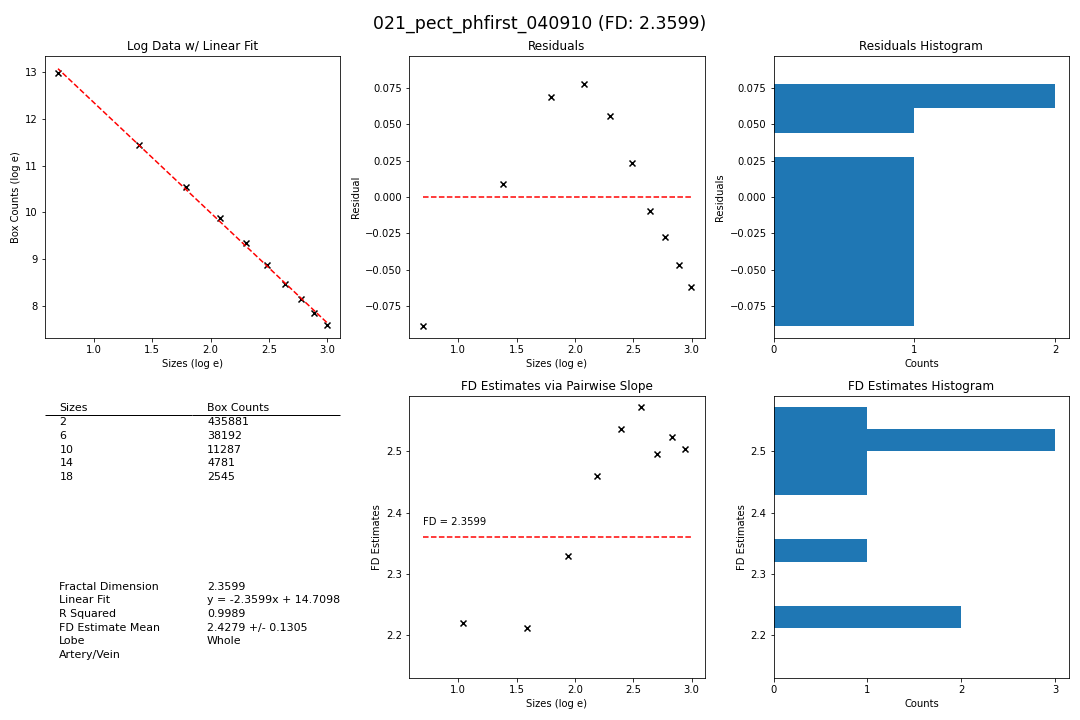 021_pect_phfirst_040910 (FD: 2.3599)
Log Data w/ Linear Fit
Box Counts (log e)
13
12
11
10
9
8
1.0 1.5 2.0 2.5 3.0
Sizes (log e)
Residuals
Residual
0.075
0.050
0.025
0.000
−0.025
−0.050
−0.075
1.0 1.5 2.0 2.5 3.0
Sizes (log e)
Residuals Histogram
Residuals
0.075
0.050
0.025
0.000
−0.025
−0.050
−0.075
0 1 2
Counts
Sizes Box Counts
2 435881
6 38192
10 11287
14 4781
18 2545
Fractal Dimension 2.3599
Linear Fit y = -2.3599x + 14.7098
R Squared 0.9989
FD Estimate Mean 2.4279 +/- 0.1305
Lobe Whole
Artery/Vein
FD Estimates via Pairwise Slope
FD Estimates
2.5
2.4
2.3
2.2
FD = 2.3599
1.0 1.5 2.0 2.5 3.0
Sizes (log e)
FD Estimates Histogram
FD Estimates
2.5
2.4
2.3
2.2
0 1 2 3
Counts